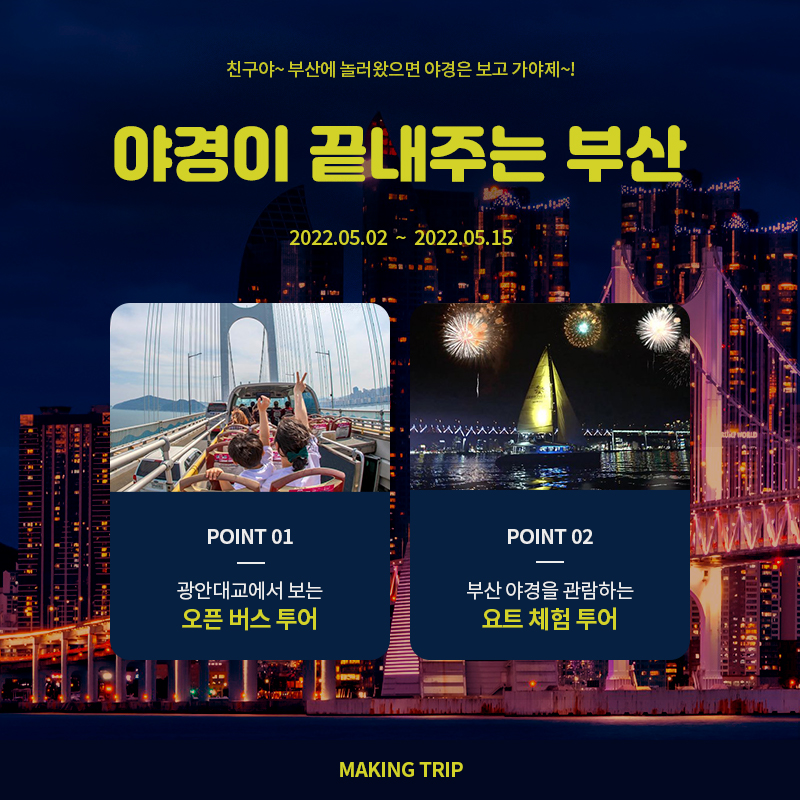 친구야~ 부산에 놀러왔으면 야경은 보고 가야제~!
야경이 끝내주는 부산
2022.05.02 ~ 2022.05.15
POINT 01
광안대교에서 보는
오픈 버스 투어
POINT 02
부산 야경을 관람하는
요트 체험 투어
MAKING TRIP